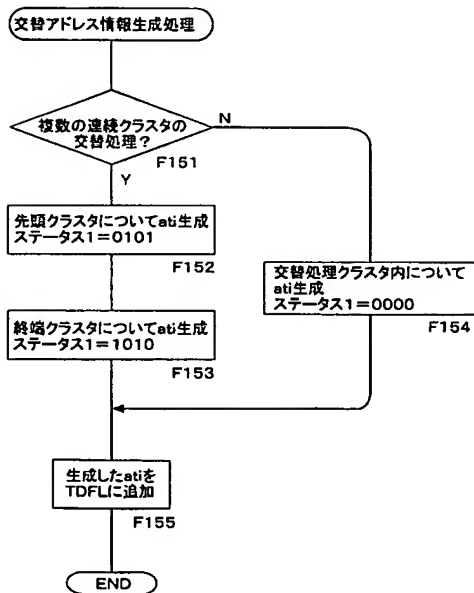 交替アドレス情報生成処理
複数の連続クラスタの
交替処理？
F151
N
Y
先頭クラスタについてati生成
ステータス1＝0101
F152
交替処理クラスタ内について
ati生成
ステータス1＝0000
F154
終端クラスタについてati生成
ステータス1＝1010
F153
生成したatiを
TDFLに追加
F155
END